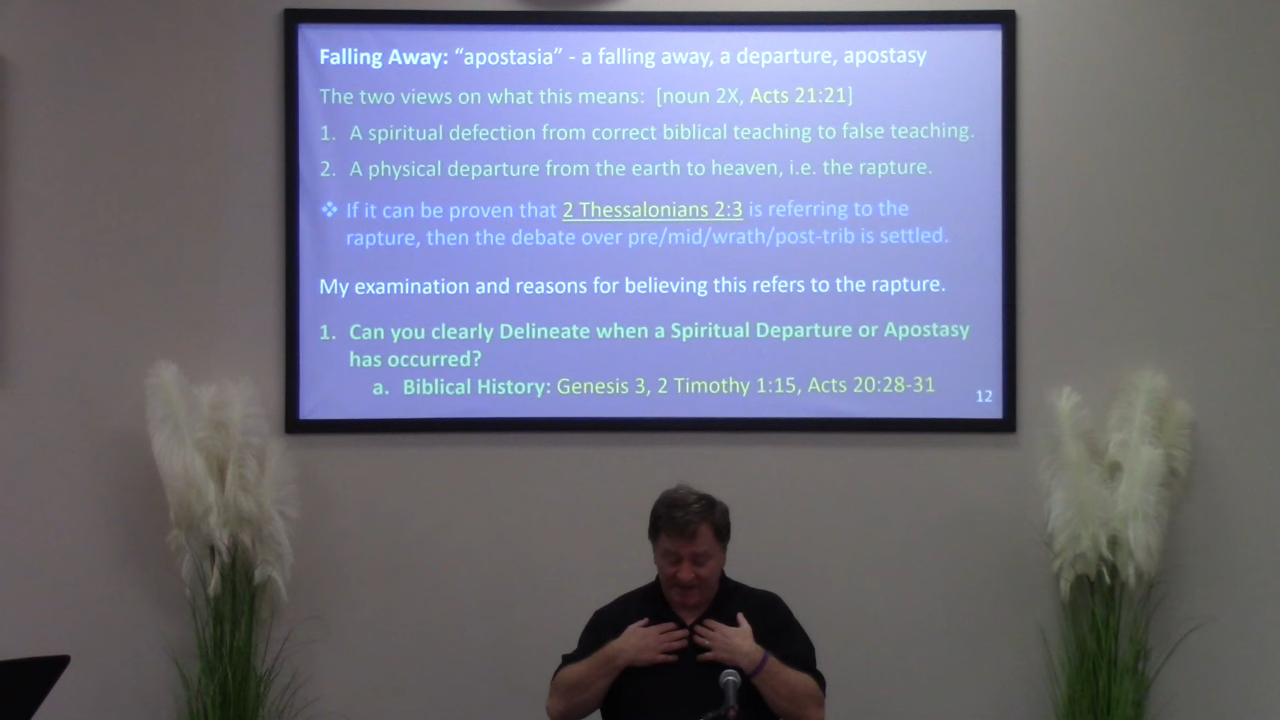 Falling Away: “apostasia” - a falling away, a departure, apostasy
The two views on what this means: [noun 2X, Acts 21:21]
1. A spiritual defection from correct biblical teaching to false teaching.
2. A physical departure from the earth to heaven, i.e. the rapture.
❖ If it can be proven that 2 Thessalonians 2:3 is referring to the
rapture, then the debate over pre/mid/wrath/post-trib is settled.
My examination and reasons for believing this refers to the rapture.
1. Can you clearly Delineate when a Spiritual Departure or Apostasy
has occurred?
a. Biblical History: Genesis 3, 2 Timothy 1:15, Acts 20:28-31
12